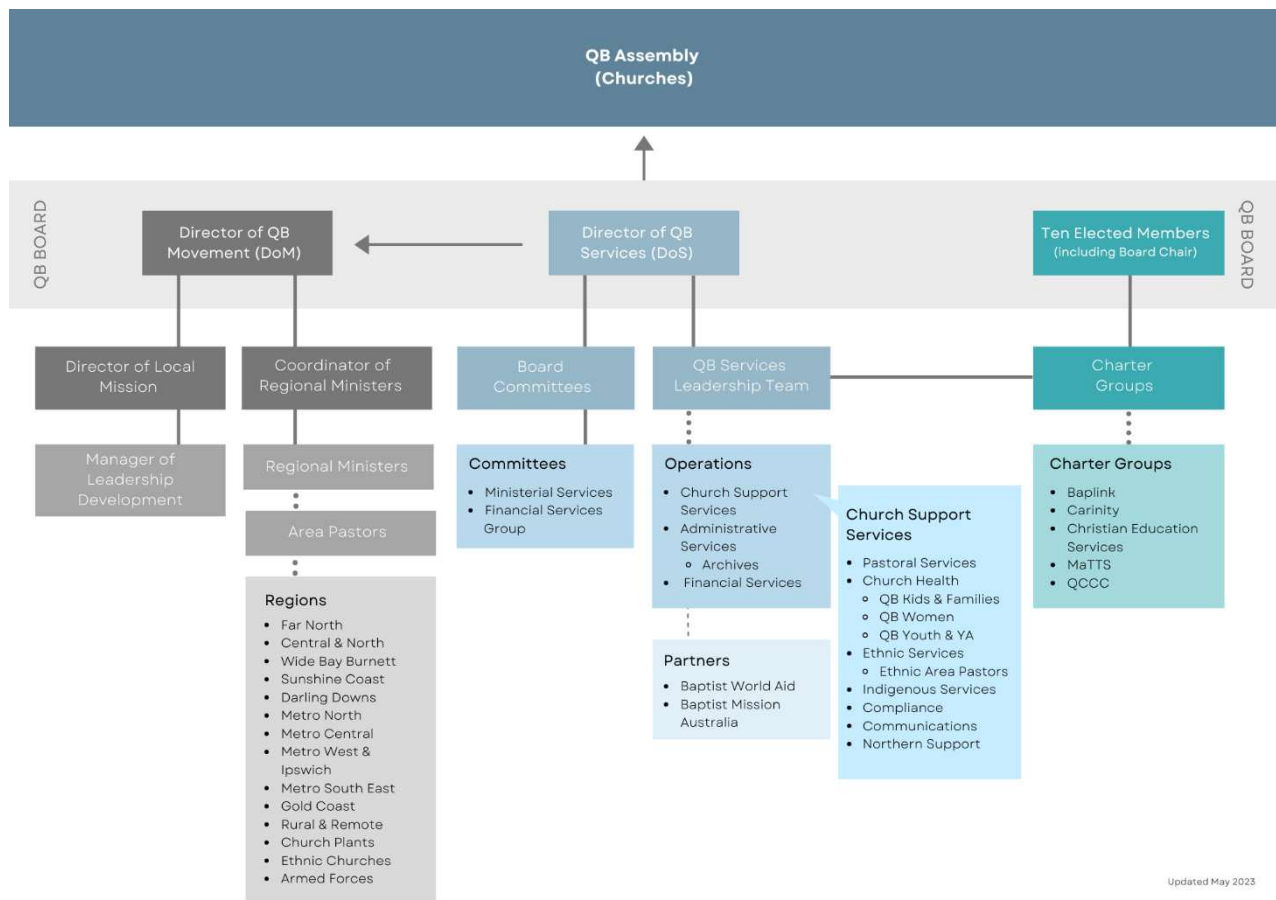 QB Assembly
(Churches)
QB BOARD
QB BOARD
Director of QB
Movement (DoM)
Director of QB
Services (DoS)
Ten Elected Members
(including Board Chair)
Director of Local
Mission
Coordinator of
Regional Ministers
Board
Committees
QB Services
Leadership Team
Charter
Groups
Manager of
Leadership
Development
Regional Ministers
Area Pastors
Regions
• Far North
• Central & North
• Wide Bay Burnett
• Sunshine Coast
• Darling Downs
• Metro North
• Metro Central
• Metro West &
Ipswich
• Metro South East
• Gold Coast
• Rural & Remote
• Church Plants
• Ethnic Churches
• Armed Forces
Committees
• Ministerial Services
• Financial Services
Group
Operations
• Church Support
Services
• Administrative
Services
◦ Archives
• Financial Services
Partners
• Baptist World Aid
• Baptist Mission
Australia
Church Support
Services
• Pastoral Services
• Church Health
◦ QB Kids & Families
◦ QB Women
◦ QB Youth & YA
• Ethnic Services
◦ Ethnic Area Pastors
• Indigenous Services
• Compliance
• Communications
• Northern Support
Charter Groups
• Baplink
• Carinity
• Christian Education
Services
• MaTTS
• QCCC
Updated May 2023